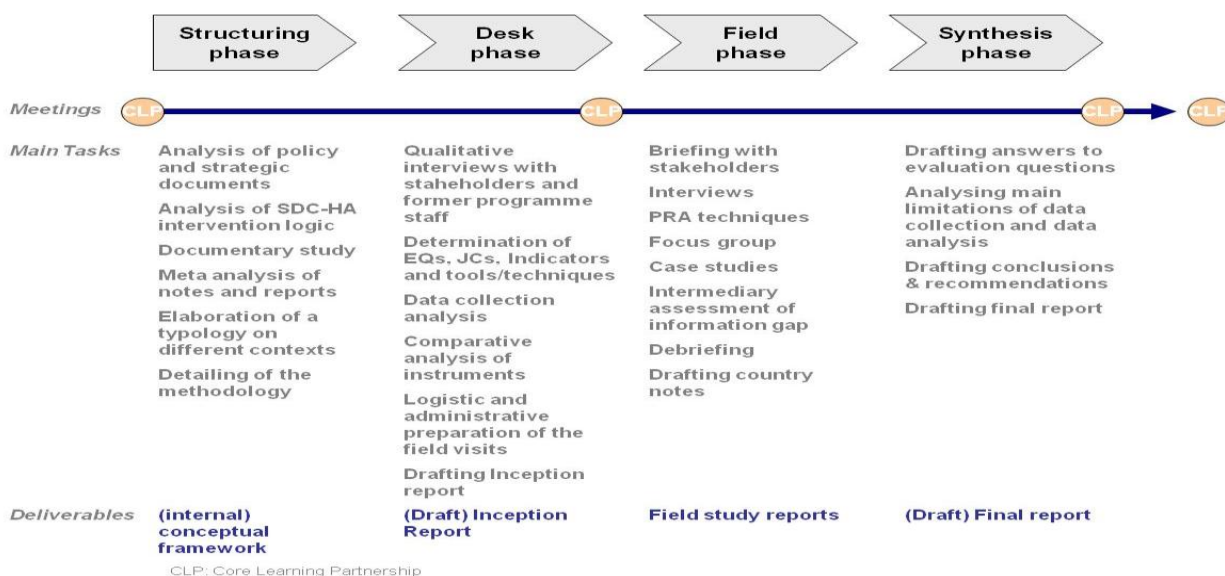 Structuring
phase
Desk
phase
Field
phase
Synthesis
phase
Meetings
CLP
CLP
CLP
CLP
Main Tasks
Analysis of policy
and strategic
documents
Analysis of SDC-HA
intervention logic
Documentary study
Meta analysis of
notes and reports
Elaboration of a
typology on
different contexts
Detailing of the
methodology
Qualitative
interviews with
staheholders and
former programme
staff
Determination of
EQs, JCs, Indicators
and tools/techniques
Data collection
analysis
Comparative
analysis of
instruments
Logistic and
administrative
preparation of the
field visits
Drafting Inception
report
Briefing with
stakeholders
Interviews
PRA techniques
Focus group
Case studies
Intermediary
assessment of
information gap
Debriefing
Drafting country
notes
Drafting answers to
evaluation questions
Analysing main
limitations of data
collection and data
analysis
Drafting conclusions
& recommendations
Drafting final report
Deliverables
(internal)
conceptual
framework
(Draft) Inception
Report
Field study reports
(Draft) Final report
CLP: Core Learning Partnership